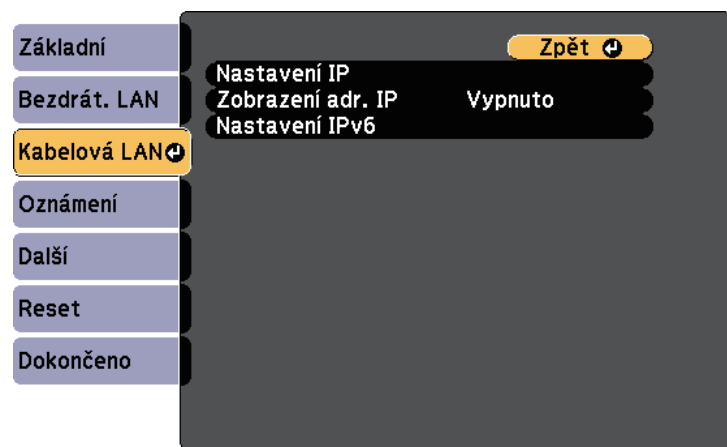 Základní
Bezdrát. LAN
Kabelová LAN
Oznámení
Další
Reset
Dokončeno
Zpět
Nastavení IP
Zobrazení adr. IP Vypnuto
Nastavení IPv6